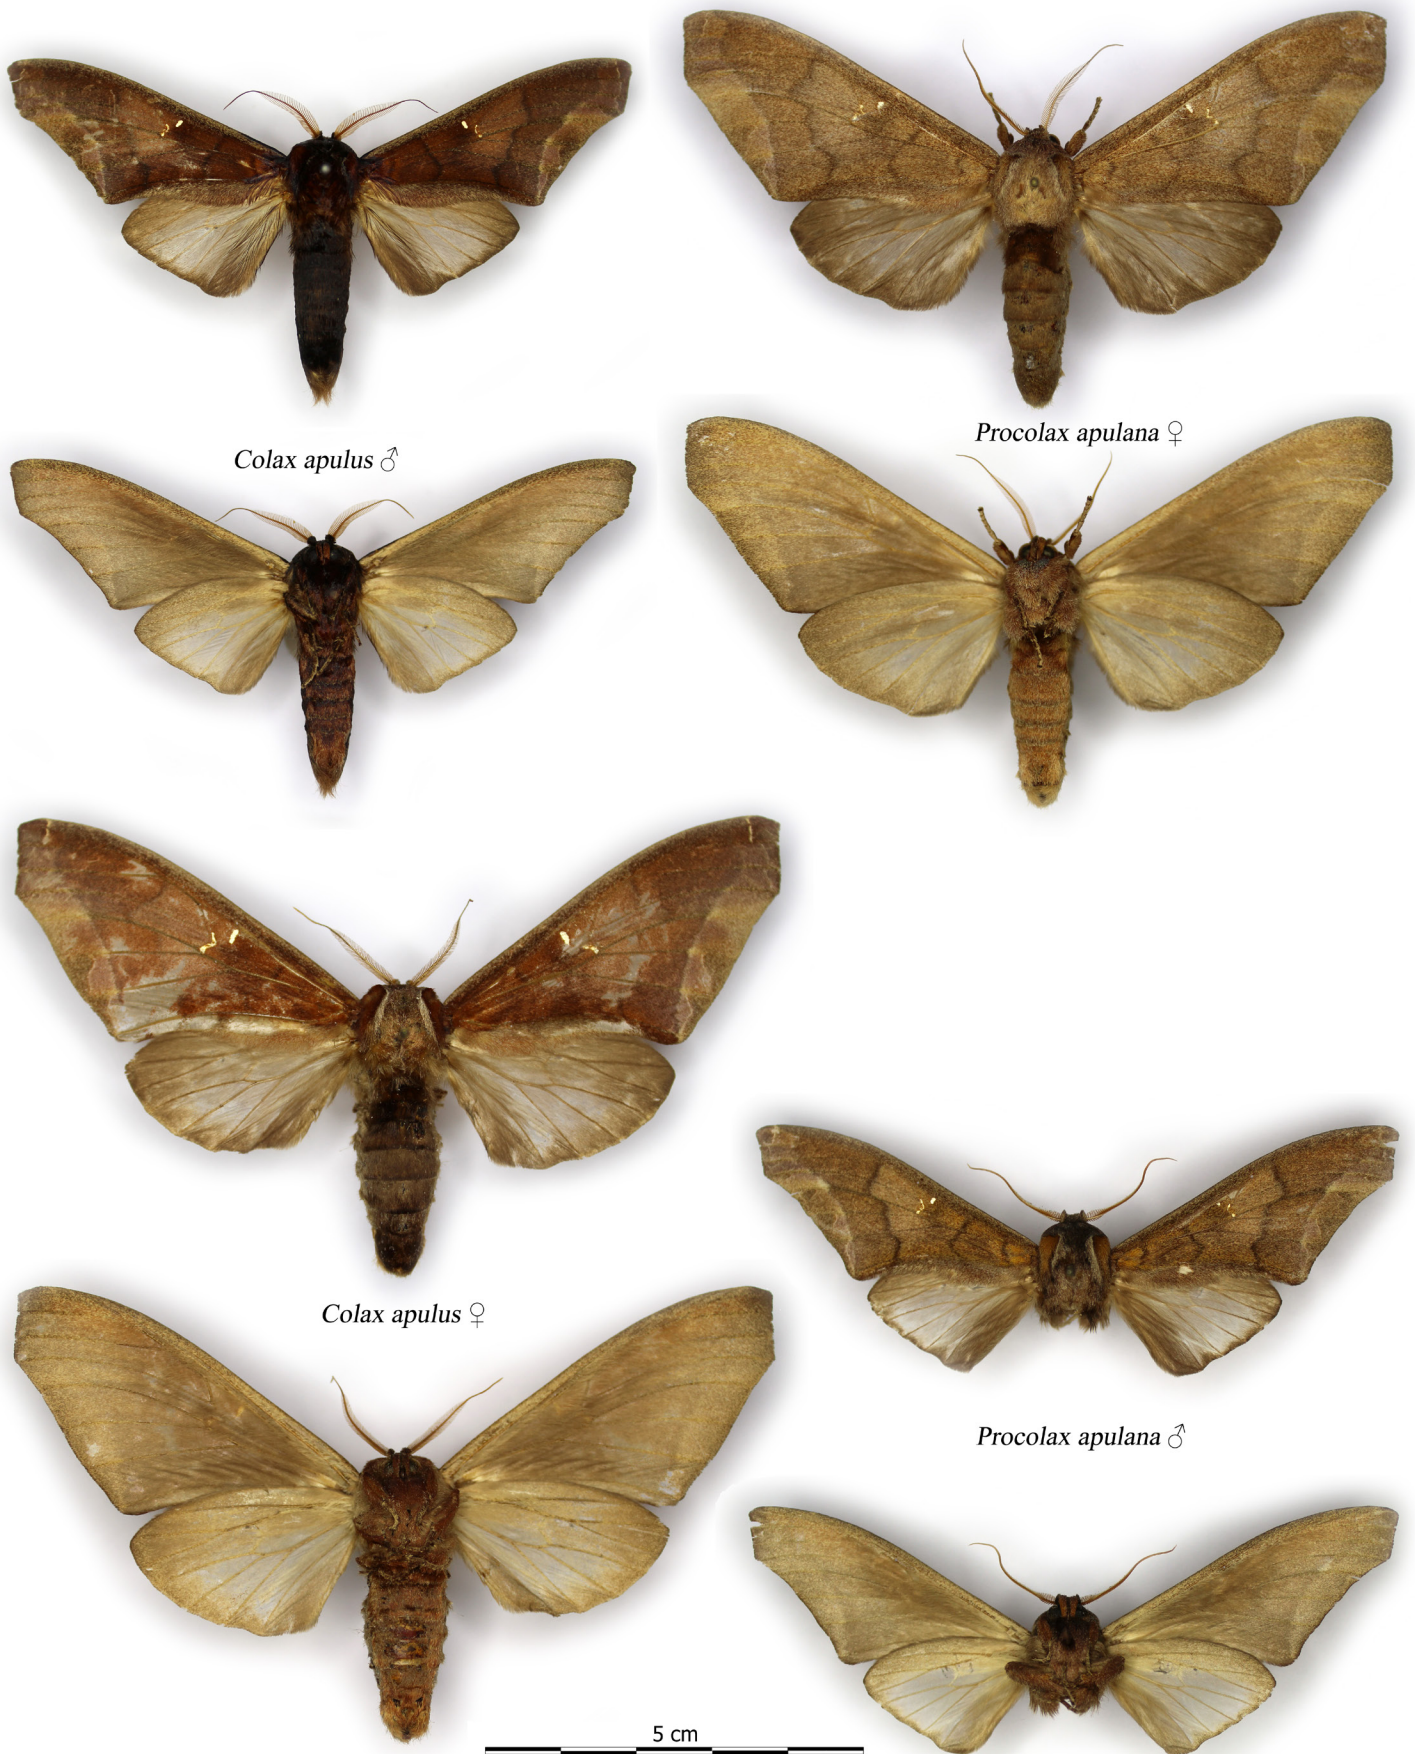 Procolax apulana ♀
Colax apulus ♂
Colax apulus ♀
Procolax apulana ♂
5 cm